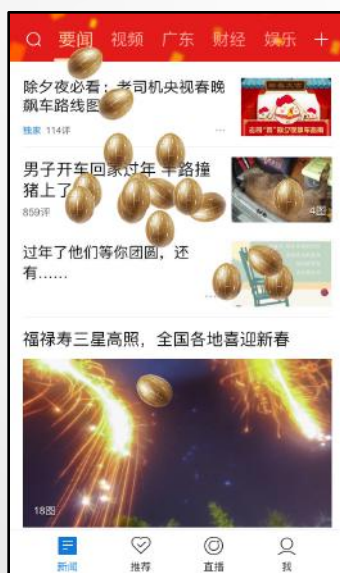 要闻 视频 广东 财经 娱乐
除夕夜必看：老司机央视春晚
飙车路线图
独家 114评
男子开车回家过年 半路撞
猪上了
859评
4图
过年了他们等你团圆，还
有……
福禄寿三星高照，全国各地喜迎新春
18图
新闻 推荐 直播 我